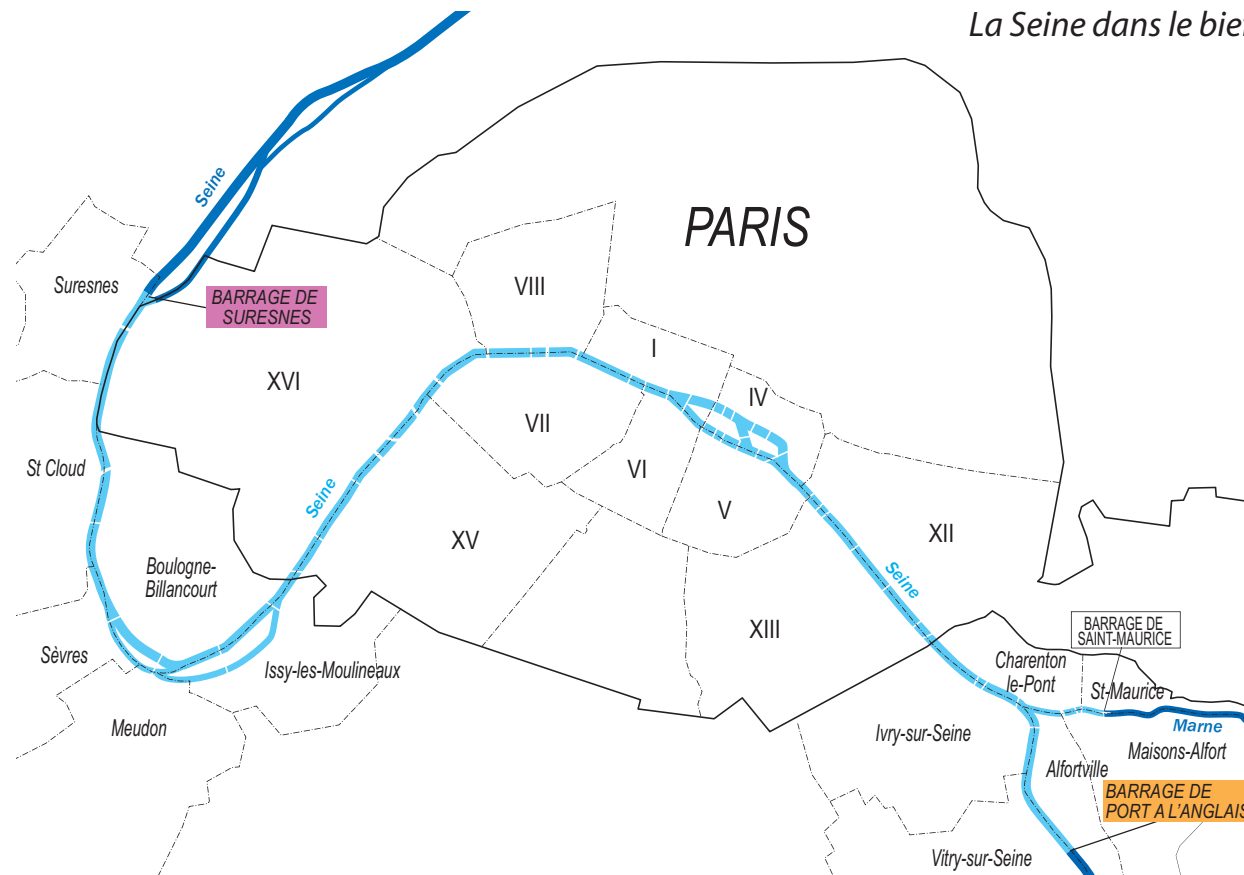 La Seine dans le bief
Seine
PARIS
Suresnes
BARRAGE DE
SURESNES
VIII
I
XVI
IV
VII
St Cloud
VI
Seine
V
XV
XII
Boulogne-
Billancourt
Seine
XIII
BARRAGE DE
SAINT-MAURICE
Sèvres
Issy-les-Moulineaux
Charenton
le-Pont
St-Maurice
Meudon
Marne
Ivry-sur-Seine
Maisons-Alfort
Alfortville
BARRAGE DE
PORT A L'ANGLAIS
Vitry-sur-Seine